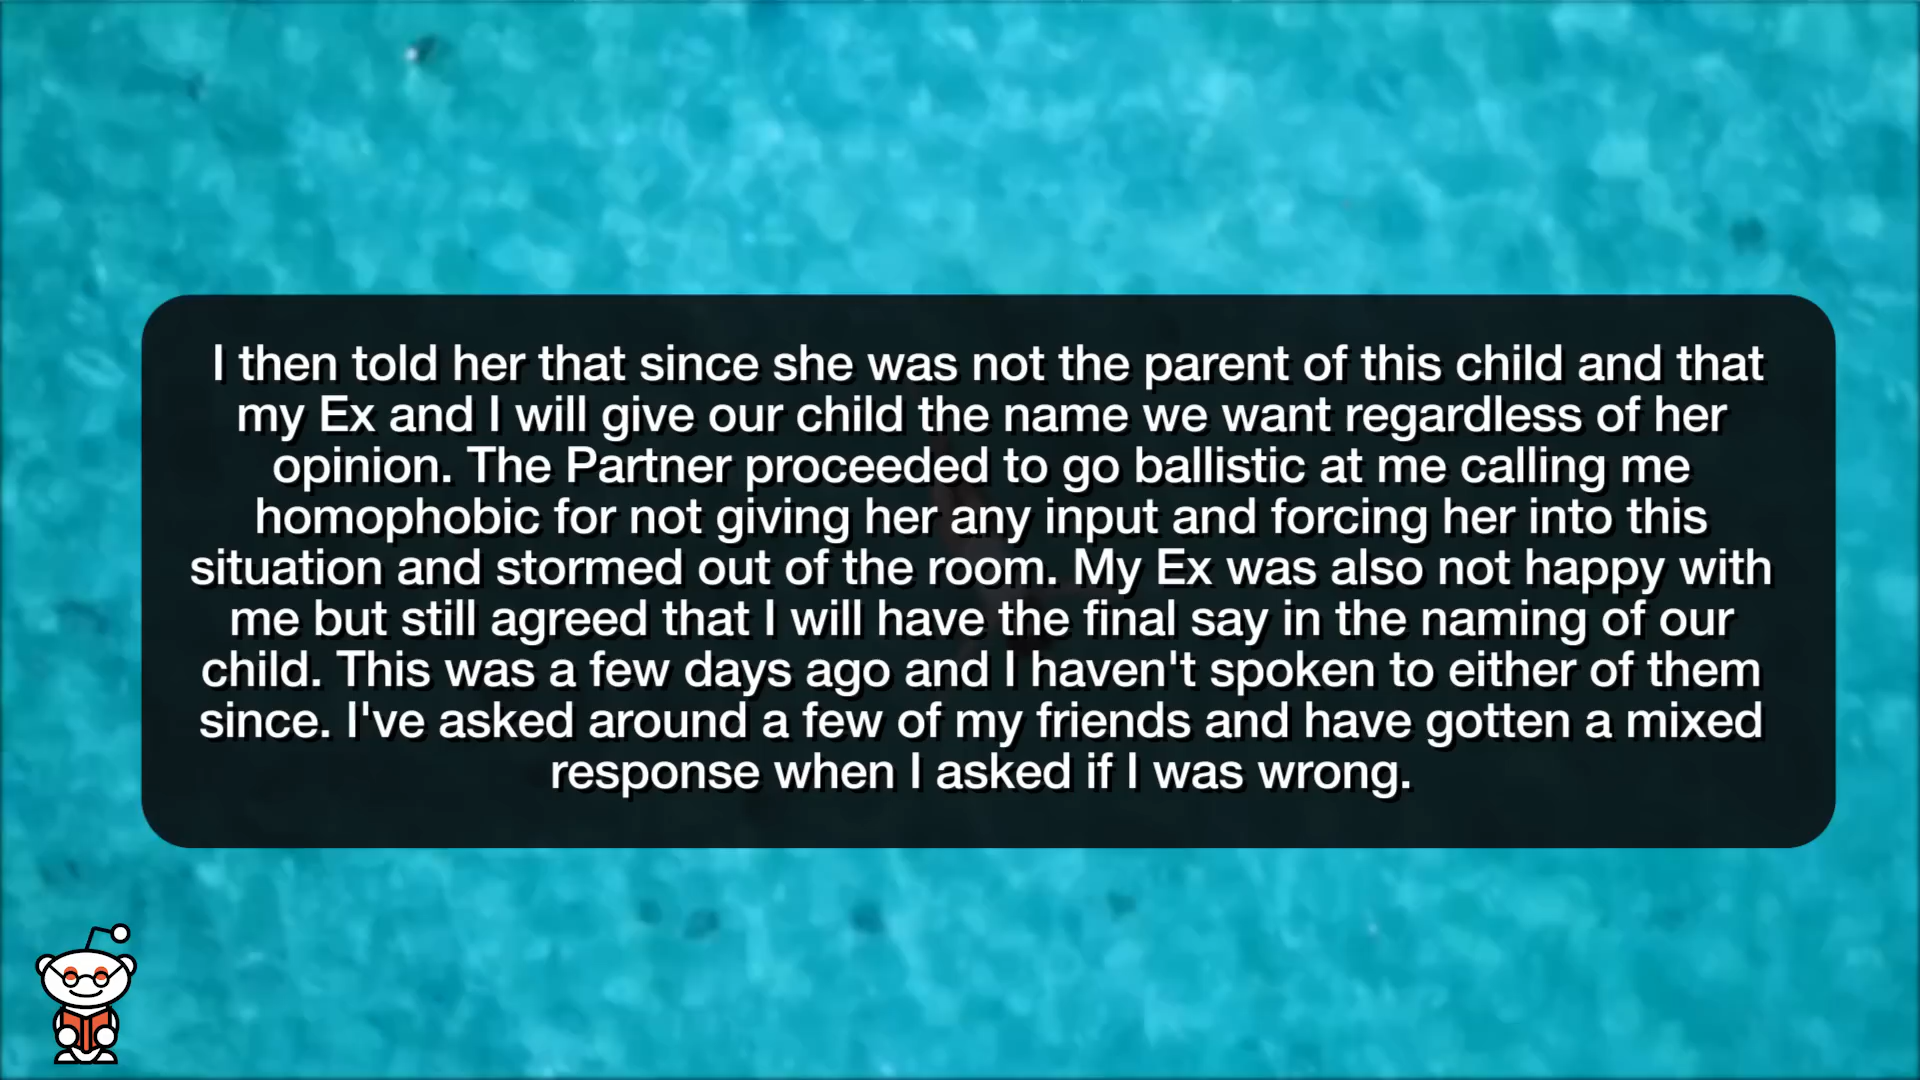 I then told her that since she was not the parent of this child and that
my Ex and I will give our child the name we want regardless of her
opinion. The Partner proceeded to go ballistic at me calling me
homophobic for not giving her any input and forcing her into this
situation and stormed out of the room. My Ex was also not happy with
me but still agreed that I will have the final say in the naming of our
child. This was a few days ago and I haven't spoken to either of them
since. I've asked around a few of my friends and have gotten a mixed
response when I asked if I was wrong.